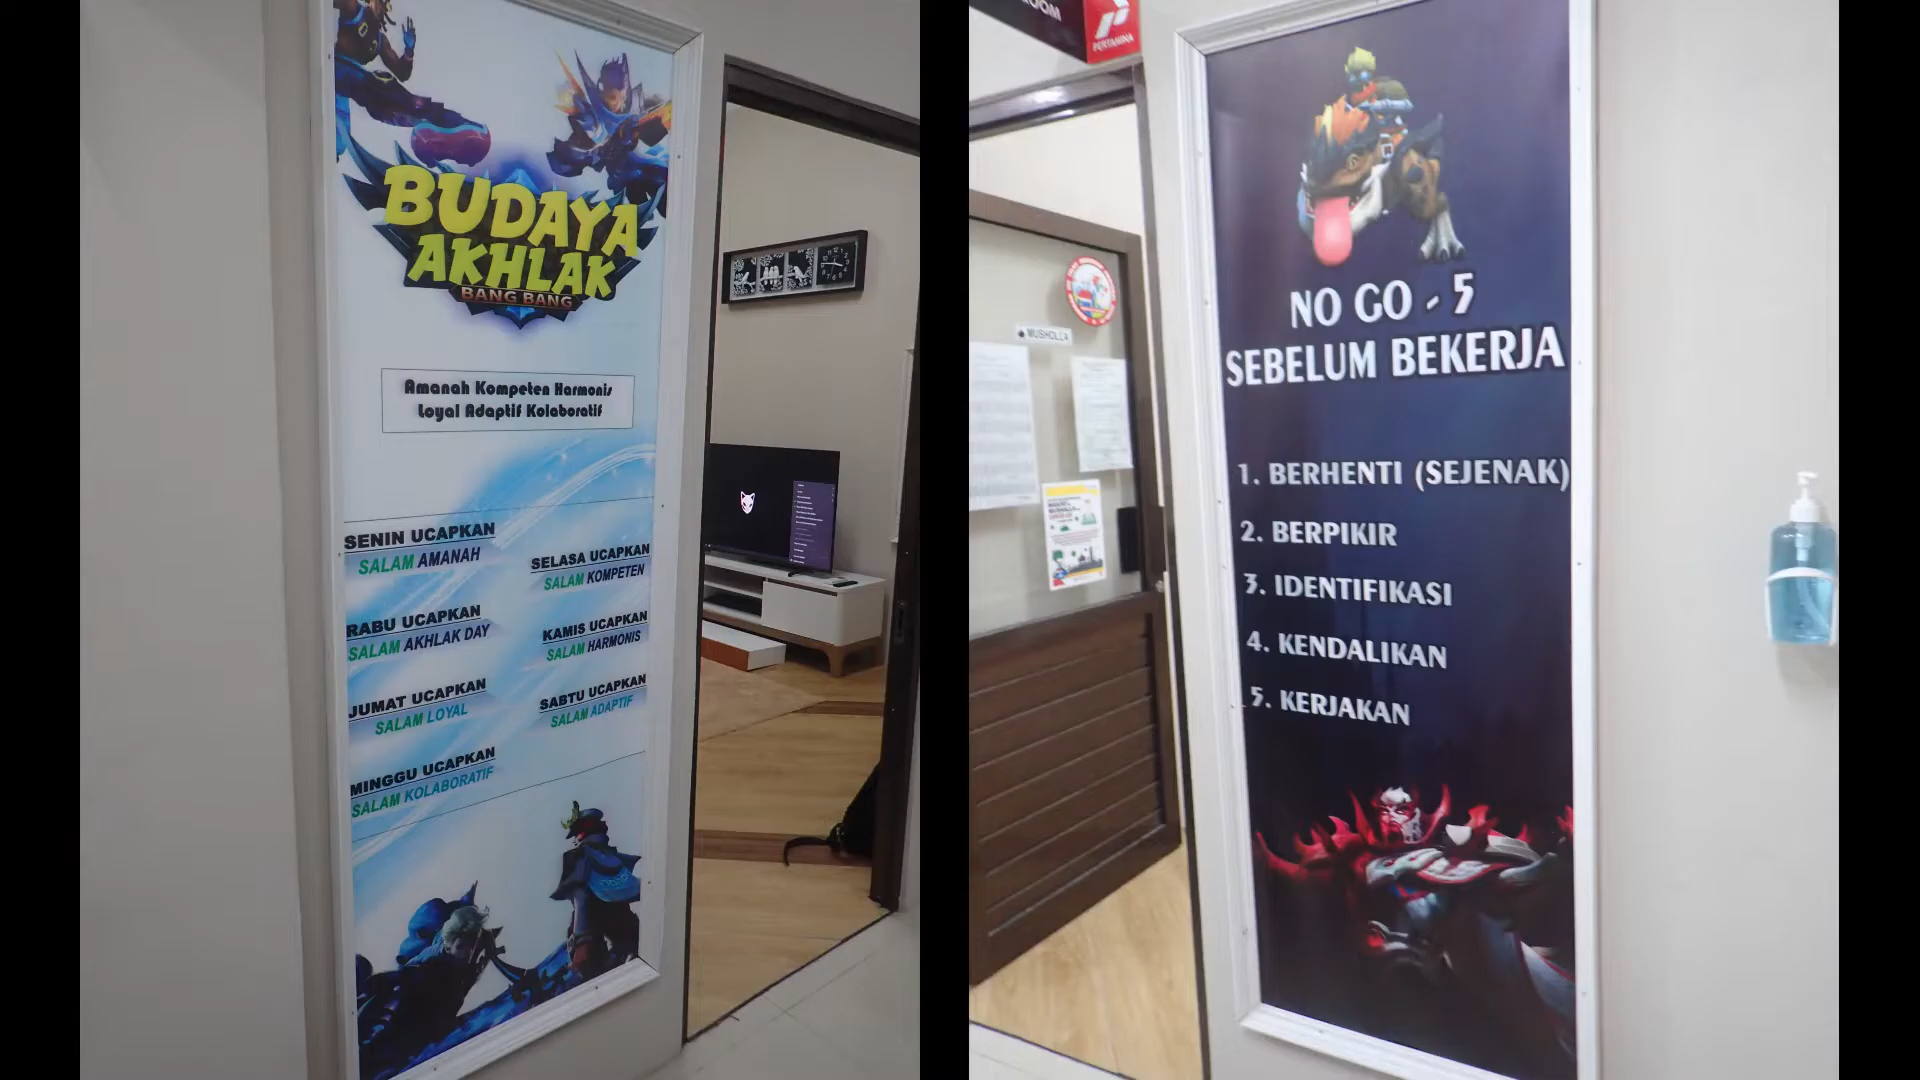 BUDAYA
AKHLAK
BANG BANG
Amanah Kompeten Harmonis
Loyal Adaptif Kolaboratif
SENIN UCAPKAN
SALAM AMANAH
SELASA UCAPKAN
SALAM KOMPETEN
RABU UCAPKAN
SALAM AKHLAK DAY
KAMIS UCAPKAN
SALAM HARMONIS
JUMAT UCAPKAN
SALAM LOYAL
SABTU UCAPKAN
SALAM ADAPTIF
MINGGU UCAPKAN
SALAM KOLABORATIF
PERTAMINA
MUSHOLLA
NO GO - 5
SEBELUM BEKERJA
1. BERHENTI (SEJENAK)
2. BERPIKIR
3. IDENTIFIKASI
4. KENDALIKAN
5. KERJAKAN